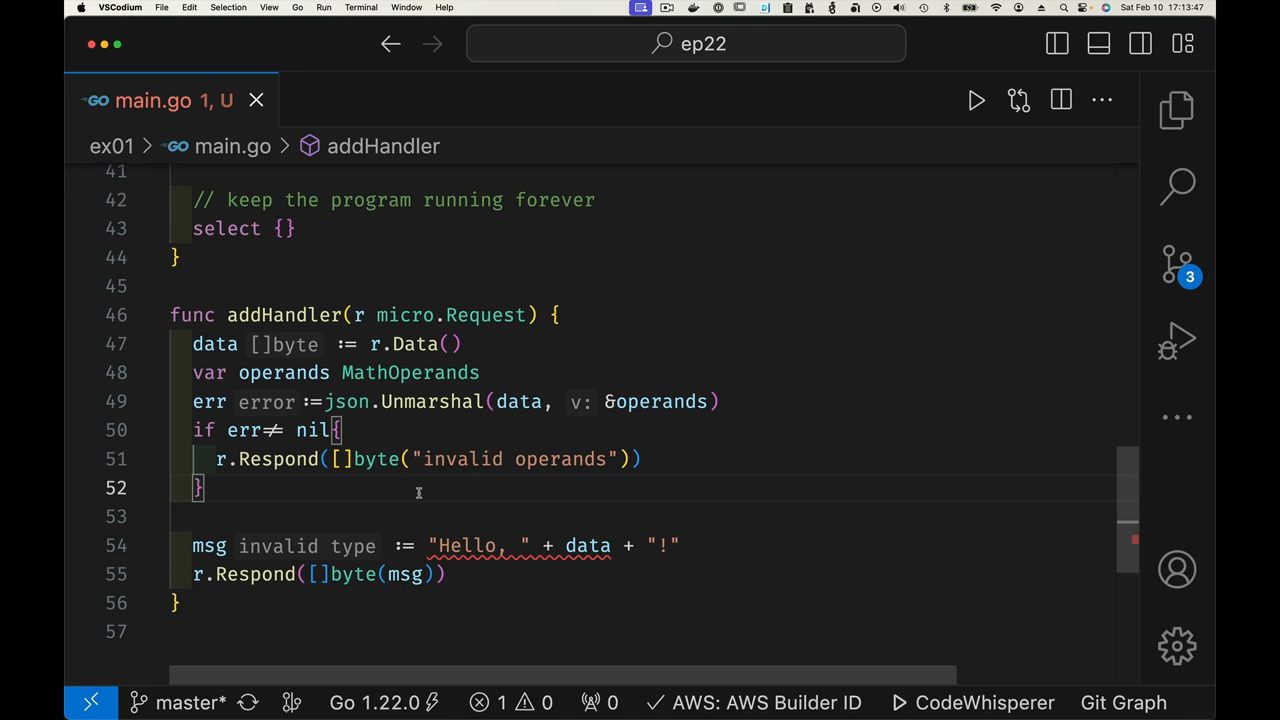 VSCodium File Edit Selection View Go Run Terminal Window Help Sat Feb 10 17:13:47
ep22
GO main.go 1, U
ex01 > GO main.go > addHandler
41
42 // keep the program running forever
43 select {}
44 }
45
46 func addHandler(r micro.Request) {
47 data []byte := r.Data()
48 var operands MathOperands
49 err error :=json.Unmarshal(data, v: &operands)
50 if err≠ nil{
51 r.Respond([]byte("invalid operands"))
52 }
53
54 msg invalid type := "Hello, " + data + "!"
55 r.Respond([]byte(msg))
56 }
57
3
master* Go 1.22.0 1 0 0 AWS: AWS Builder ID CodeWhisperer Git Graph